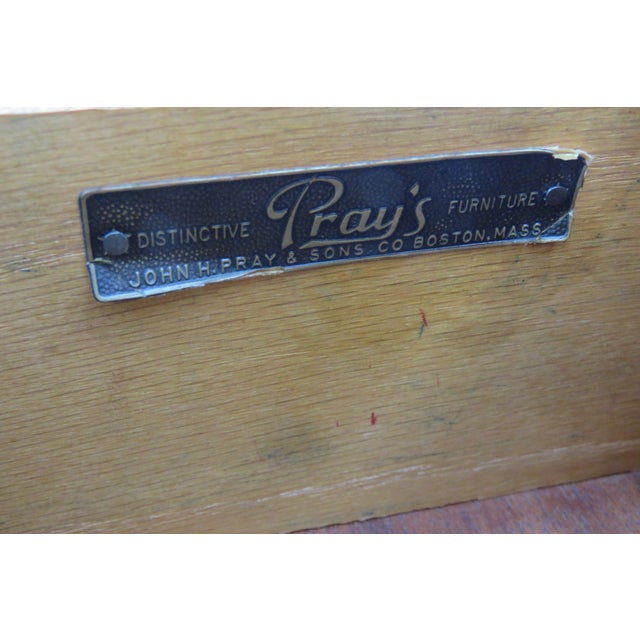 DISTINCTIVE Pray's FURNITURE
JOHN H. PRAY & SONS CO BOSTON, MASS.